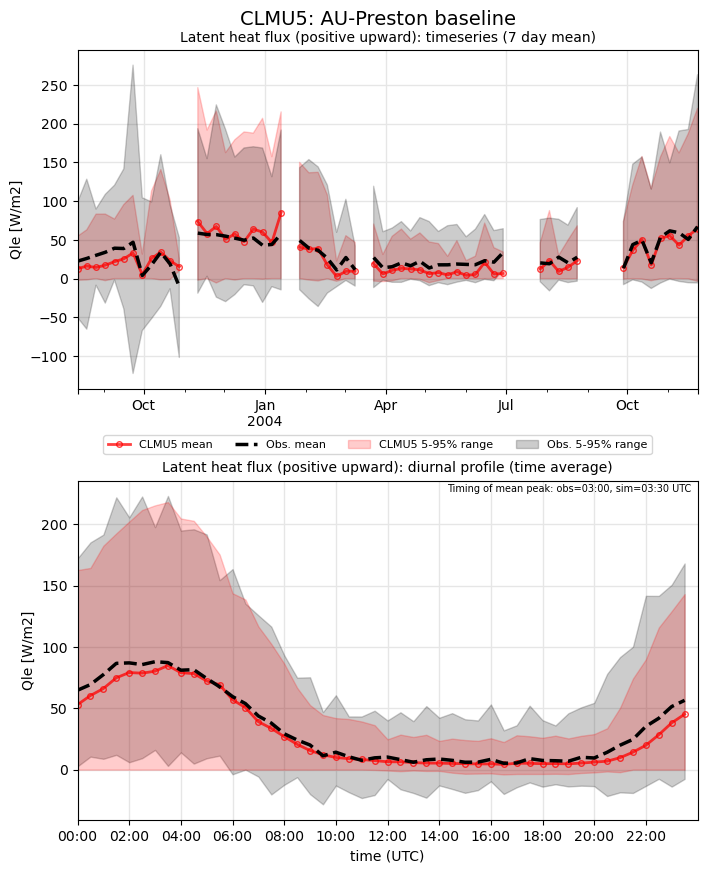 CLMU5: AU-Preston baseline
Latent heat flux (positive upward): timeseries (7 day mean)
Qle [W/m2]
250
200
150
100
50
0
−50
−100
Oct
Jan
2004
Apr
Jul
Oct
CLMU5 mean
Obs. mean
CLMU5 5-95% range
Obs. 5-95% range
Latent heat flux (positive upward): diurnal profile (time average)
Timing of mean peak: obs=03:00, sim=03:30 UTC
Qle [W/m2]
200
150
100
50
0
00:00 02:00 04:00 06:00 08:00 10:00 12:00 14:00 16:00 18:00 20:00 22:00
time (UTC)